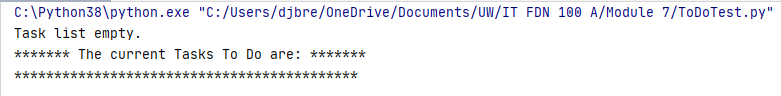 C:\Python38\python.exe "C:/Users/djbre/OneDrive/Documents/UW/IT FDN 100 A/Module 7/ToDoTest.py"
Task list empty.
******* The current Tasks To Do are: *******
*******************************************